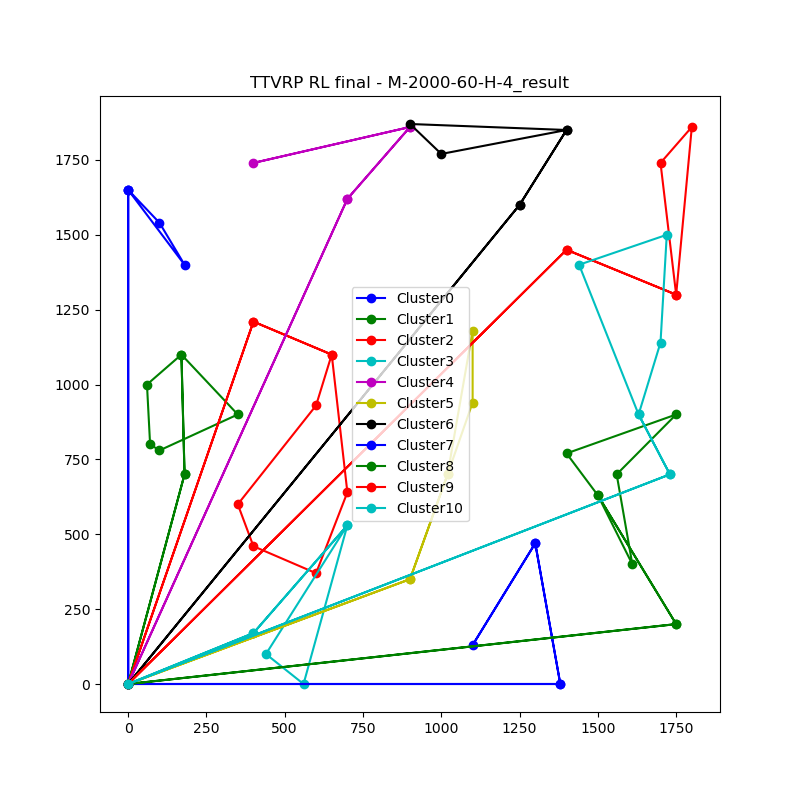 TTVRP RL final - M-2000-60-H-4_result
1750
1500
1250
1000
750
500
250
0
Cluster0
Cluster1
Cluster2
Cluster3
Cluster4
Cluster5
Cluster6
Cluster7
Cluster8
Cluster9
Cluster10
0 250 500 750 1000 1250 1500 1750